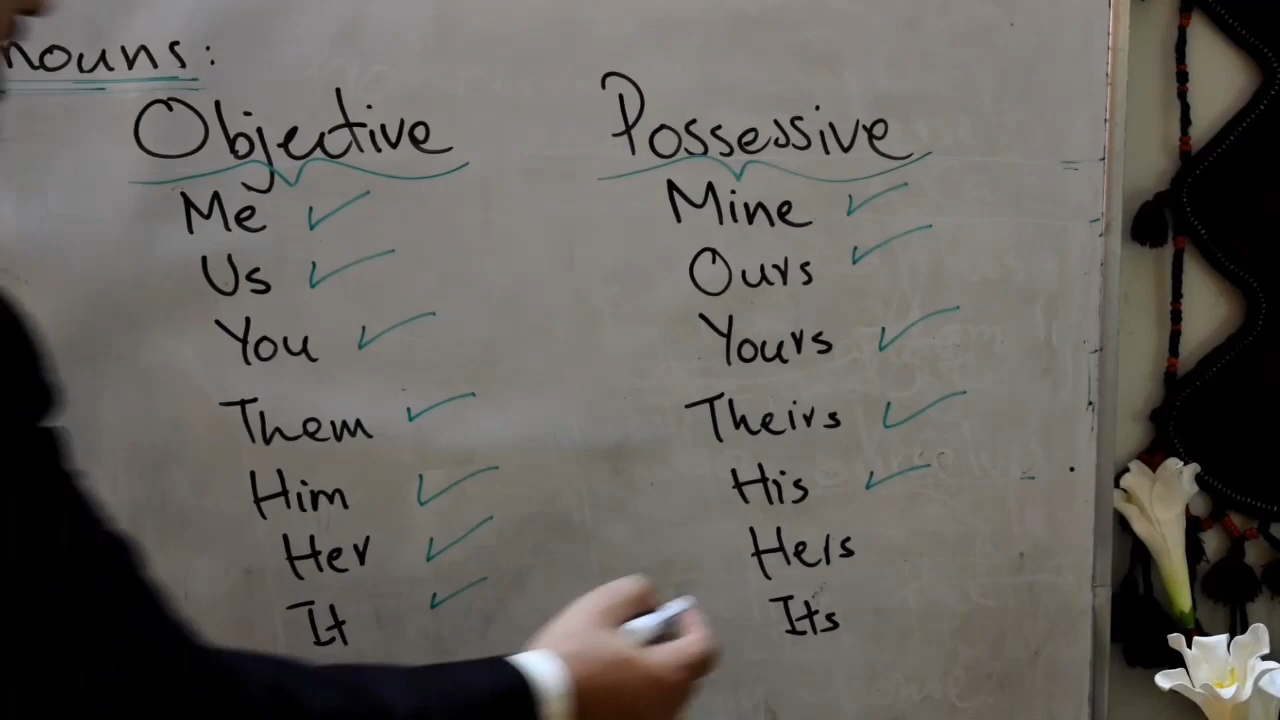 nouns:
Objective Possessive
Me Mine
Us Ours
You Yours
Them Theirs
Him His
Her Hers
It Its